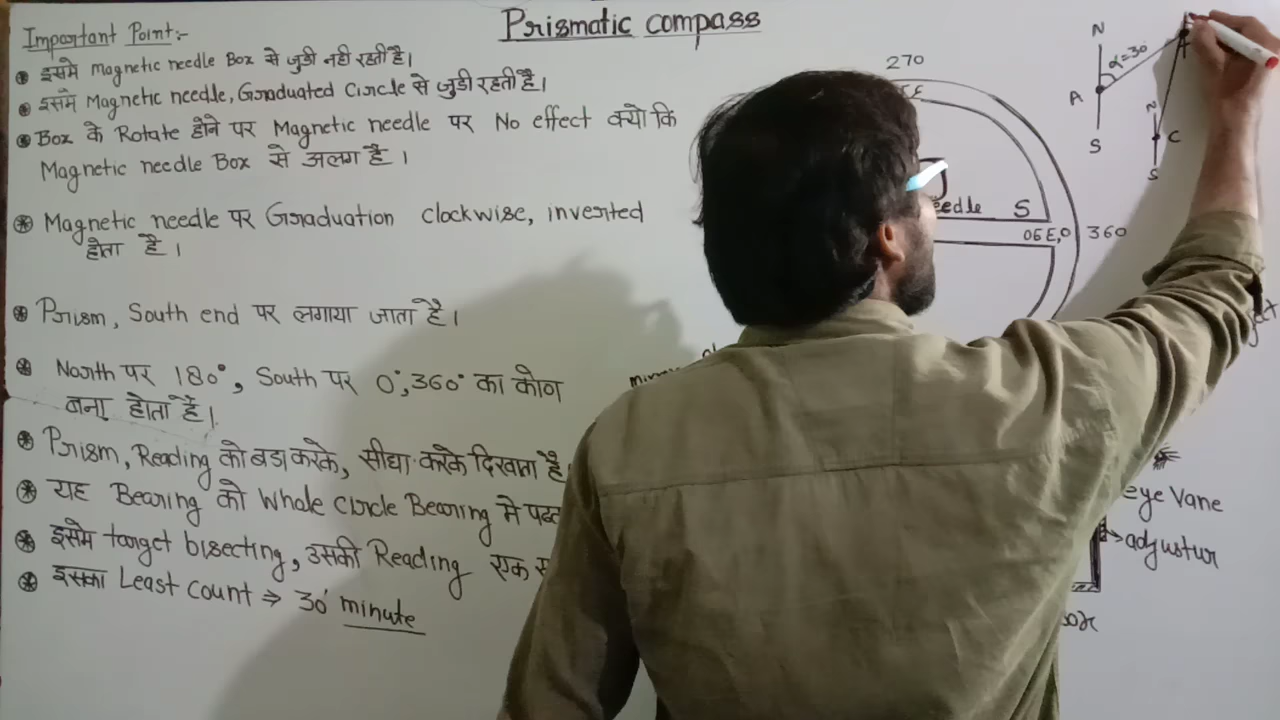 Prismatic compass
Important Point:-
इसमे Magnetic needle Box से जुडी नही रहती है।
इसमे Magnetic needle, Graduated Circle से जुडी रहती है।
Box के Rotate होने पर Magnetic needle पर No effect क्यो कि
Magnetic needle Box से अलग है।
Magnetic needle पर Graduation clockwise, inverted
होता है।
Prism, South end पर लगाया जाता है।
North पर 180°, South पर 0°,360° का कोण
बना होता है।
Prism, Reading को बडा करके, सीधा करके दिखाता है
यह Bearing को Whole Circle Bearing मे
इसमे target bisecting, उसकी Reading एक
इसका Least count ⇒ 30' minute
270
S
360
N
α=30
A
S
N
C
S
eye Vane
adjustur